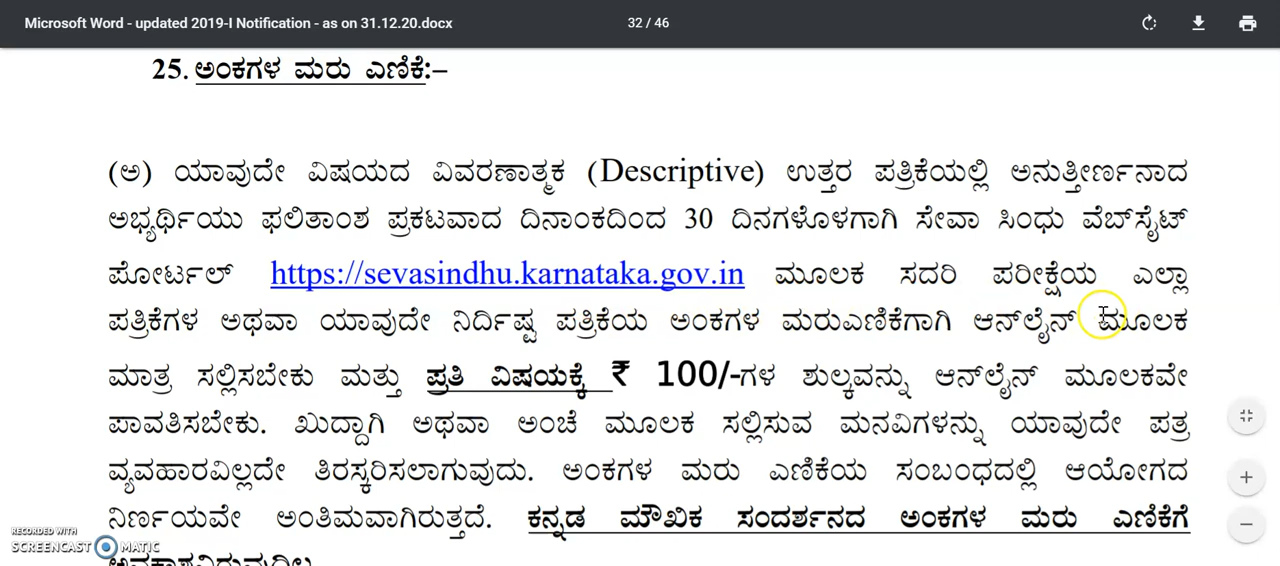 Microsoft Word - updated 2019-I Notification - as on 31.12.20.docx
32 / 46
25. ಅಂಕಗಳ ಮರು ಎಣಿಕೆ:–
(ಅ) ಯಾವುದೇ ವಿಷಯದ ವಿವರಣಾತ್ಮಕ (Descriptive) ಉತ್ತರ ಪತ್ರಿಕೆಯಲ್ಲಿ ಅನುತ್ತೀರ್ಣನಾದ
ಅಭ್ಯರ್ಥಿಯು ಫಲಿತಾಂಶ ಪ್ರಕಟವಾದ ದಿನಾಂಕದಿಂದ 30 ದಿನಗಳೊಳಗಾಗಿ ಸೇವಾ ಸಿಂಧು ವೆಬ್‌ಸೈಟ್
ಪೋರ್ಟಲ್ https://sevasindhu.karnataka.gov.in ಮೂಲಕ ಸದರಿ ಪರೀಕ್ಷೆಯ ಎಲ್ಲಾ
ಪತ್ರಿಕೆಗಳ ಅಥವಾ ಯಾವುದೇ ನಿರ್ದಿಷ್ಟ ಪತ್ರಿಕೆಯ ಅಂಕಗಳ ಮರುಎಣಿಕೆಗಾಗಿ ಆನ್‌ಲೈನ್ ಮೂಲಕ
ಮಾತ್ರ ಸಲ್ಲಿಸಬೇಕು ಮತ್ತು ಪ್ರತಿ ವಿಷಯಕ್ಕೆ ₹ 100/-ಗಳ ಶುಲ್ಕವನ್ನು ಆನ್‌ಲೈನ್ ಮೂಲಕವೇ
ಪಾವತಿಸಬೇಕು. ಖುದ್ದಾಗಿ ಅಥವಾ ಅಂಚೆ ಮೂಲಕ ಸಲ್ಲಿಸುವ ಮನವಿಗಳನ್ನು ಯಾವುದೇ ಪತ್ರ
ವ್ಯವಹಾರವಿಲ್ಲದೇ ತಿರಸ್ಕರಿಸಲಾಗುವುದು. ಅಂಕಗಳ ಮರು ಎಣಿಕೆಯ ಸಂಬಂಧದಲ್ಲಿ ಆಯೋಗದ
ನಿರ್ಣಯವೇ ಅಂತಿಮವಾಗಿರುತ್ತದೆ. ಕನ್ನಡ ಮೌಖಿಕ ಸಂದರ್ಶನದ ಅಂಕಗಳ ಮರು ಎಣಿಕೆಗೆ
ಅವಕಾಶವಿರುವುದಿಲ್ಲ
RECORDED WITH
SCREENCAST MATIC